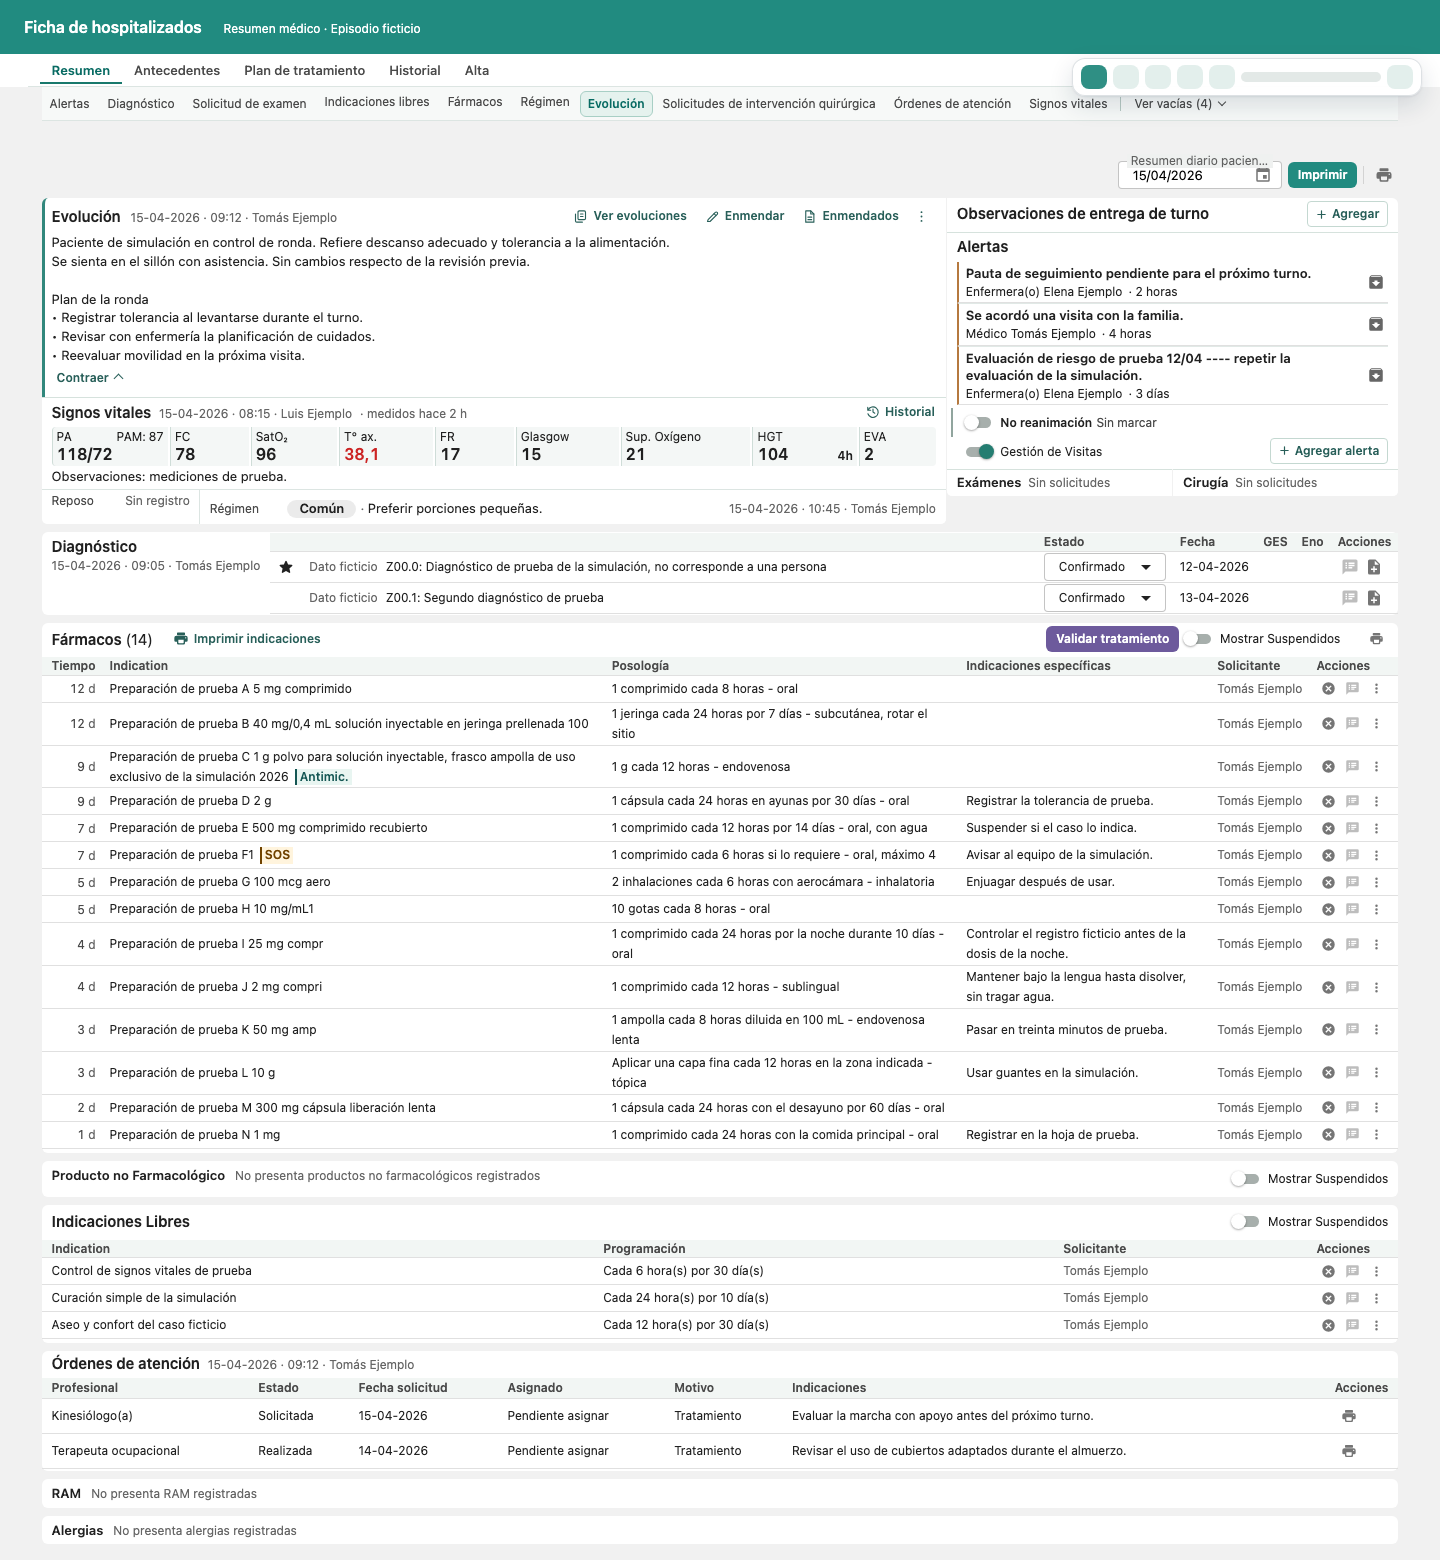 Ficha de hospitalizados Resumen médico · Episodio ficticio
Resumen Antecedentes Plan de tratamiento Historial Alta
Alertas Diagnóstico Solicitud de examen Indicaciones libres Fármacos Régimen Evolución Solicitudes de intervención quirúrgica Órdenes de atención Signos vitales Ver vacías (4)
Resumen diario pacien...
15/04/2026 Imprimir
Evolución 15-04-2026 · 09:12 · Tomás Ejemplo Ver evoluciones Enmendar Enmendados
Paciente de simulación en control de ronda. Refiere descanso adecuado y tolerancia a la alimentación.
Se sienta en el sillón con asistencia. Sin cambios respecto de la revisión previa.
Plan de la ronda
• Registrar tolerancia al levantarse durante el turno.
• Revisar con enfermería la planificación de cuidados.
• Reevaluar movilidad en la próxima visita.
Contraer
Signos vitales 15-04-2026 · 08:15 · Luis Ejemplo · medidos hace 2 h Historial
PA PAM: 87 FC SatO₂ T° ax. FR Glasgow Sup. Oxígeno HGT EVA
118/72 78 96 38,1 17 15 21 104 4h 2
Observaciones: mediciones de prueba.
Reposo Sin registro Régimen Común · Preferir porciones pequeñas. 15-04-2026 · 10:45 · Tomás Ejemplo
Observaciones de entrega de turno + Agregar
Alertas
Pauta de seguimiento pendiente para el próximo turno.
Enfermera(o) Elena Ejemplo · 2 horas
Se acordó una visita con la familia.
Médico Tomás Ejemplo · 4 horas
Evaluación de riesgo de prueba 12/04 ---- repetir la
evaluación de la simulación.
Enfermera(o) Elena Ejemplo · 3 días
No reanimación Sin marcar
Gestión de Visitas + Agregar alerta
Exámenes Sin solicitudes Cirugía Sin solicitudes
Diagnóstico
15-04-2026 · 09:05 · Tomás Ejemplo
Estado Fecha GES Eno Acciones
Dato ficticio Z00.0: Diagnóstico de prueba de la simulación, no corresponde a una persona Confirmado 12-04-2026
Dato ficticio Z00.1: Segundo diagnóstico de prueba Confirmado 13-04-2026
Fármacos (14) Imprimir indicaciones Validar tratamiento Mostrar Suspendidos
Tiempo Indication Posología Indicaciones específicas Solicitante Acciones
12 d Preparación de prueba A 5 mg comprimido 1 comprimido cada 8 horas - oral Tomás Ejemplo
12 d Preparación de prueba B 40 mg/0,4 mL solución inyectable en jeringa prellenada 100 1 jeringa cada 24 horas por 7 días - subcutánea, rotar el
sitio Tomás Ejemplo
9 d Preparación de prueba C 1 g polvo para solución inyectable, frasco ampolla de uso
exclusivo de la simulación 2026 Antimic. 1 g cada 12 horas - endovenosa Tomás Ejemplo
9 d Preparación de prueba D 2 g 1 cápsula cada 24 horas en ayunas por 30 días - oral Registrar la tolerancia de prueba. Tomás Ejemplo
7 d Preparación de prueba E 500 mg comprimido recubierto 1 comprimido cada 12 horas por 14 días - oral, con agua Suspender si el caso lo indica. Tomás Ejemplo
7 d Preparación de prueba F1 SOS 1 comprimido cada 6 horas si lo requiere - oral, máximo 4 Avisar al equipo de la simulación. Tomás Ejemplo
5 d Preparación de prueba G 100 mcg aero 2 inhalaciones cada 6 horas con aerocámara - inhalatoria Enjuagar después de usar. Tomás Ejemplo
5 d Preparación de prueba H 10 mg/mL1 10 gotas cada 8 horas - oral Tomás Ejemplo
4 d Preparación de prueba I 25 mg compr 1 comprimido cada 24 horas por la noche durante 10 días -
oral Controlar el registro ficticio antes de la
dosis de la noche. Tomás Ejemplo
4 d Preparación de prueba J 2 mg compri 1 comprimido cada 12 horas - sublingual Mantener bajo la lengua hasta disolver,
sin tragar agua. Tomás Ejemplo
3 d Preparación de prueba K 50 mg amp 1 ampolla cada 8 horas diluida en 100 mL - endovenosa
lenta Pasar en treinta minutos de prueba. Tomás Ejemplo
3 d Preparación de prueba L 10 g Aplicar una capa fina cada 12 horas en la zona indicada -
tópica Usar guantes en la simulación. Tomás Ejemplo
2 d Preparación de prueba M 300 mg cápsula liberación lenta 1 cápsula cada 24 horas con el desayuno por 60 días - oral Tomás Ejemplo
1 d Preparación de prueba N 1 mg 1 comprimido cada 24 horas con la comida principal - oral Registrar en la hoja de prueba. Tomás Ejemplo
Producto no Farmacológico No presenta productos no farmacológicos registrados Mostrar Suspendidos
Indicaciones Libres Mostrar Suspendidos
Indication Programación Solicitante Acciones
Control de signos vitales de prueba Cada 6 hora(s) por 30 día(s) Tomás Ejemplo
Curación simple de la simulación Cada 24 hora(s) por 10 día(s) Tomás Ejemplo
Aseo y confort del caso ficticio Cada 12 hora(s) por 30 día(s) Tomás Ejemplo
Órdenes de atención 15-04-2026 · 09:12 · Tomás Ejemplo
Profesional Estado Fecha solicitud Asignado Motivo Indicaciones Acciones
Kinesiólogo(a) Solicitada 15-04-2026 Pendiente asignar Tratamiento Evaluar la marcha con apoyo antes del próximo turno.
Terapeuta ocupacional Realizada 14-04-2026 Pendiente asignar Tratamiento Revisar el uso de cubiertos adaptados durante el almuerzo.
RAM No presenta RAM registradas
Alergias No presenta alergias registradas